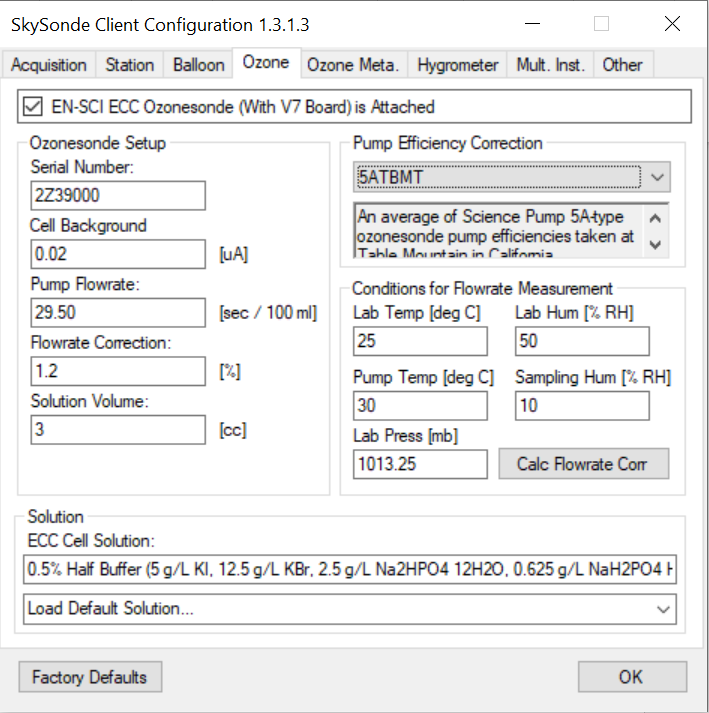 SkySonde Client Configuration 1.3.1.3
Acquisition Station Balloon Ozone Ozone Meta. Hygrometer Mult. Inst. Other
EN-SCI ECC Ozonesonde (With V7 Board) is Attached
Ozonesonde Setup
Serial Number:
2Z39000
Cell Background
0.02 [uA]
Pump Flowrate:
29.50 [sec / 100 ml]
Flowrate Correction:
1.2 [%]
Solution Volume:
3 [cc]
Pump Efficiency Correction
5ATBMT
An average of Science Pump 5A-type
ozonesonde pump efficiencies taken at
Table Mountain in California
Conditions for Flowrate Measurement
Lab Temp [deg C] Lab Hum [% RH]
25 50
Pump Temp [deg C] Sampling Hum [% RH]
30 10
Lab Press [mb]
1013.25 Calc Flowrate Corr
Solution
ECC Cell Solution:
0.5% Half Buffer (5 g/L KI, 12.5 g/L KBr, 2.5 g/L Na2HPO4 12H2O, 0.625 g/L NaH2PO4
Load Default Solution...
Factory Defaults OK